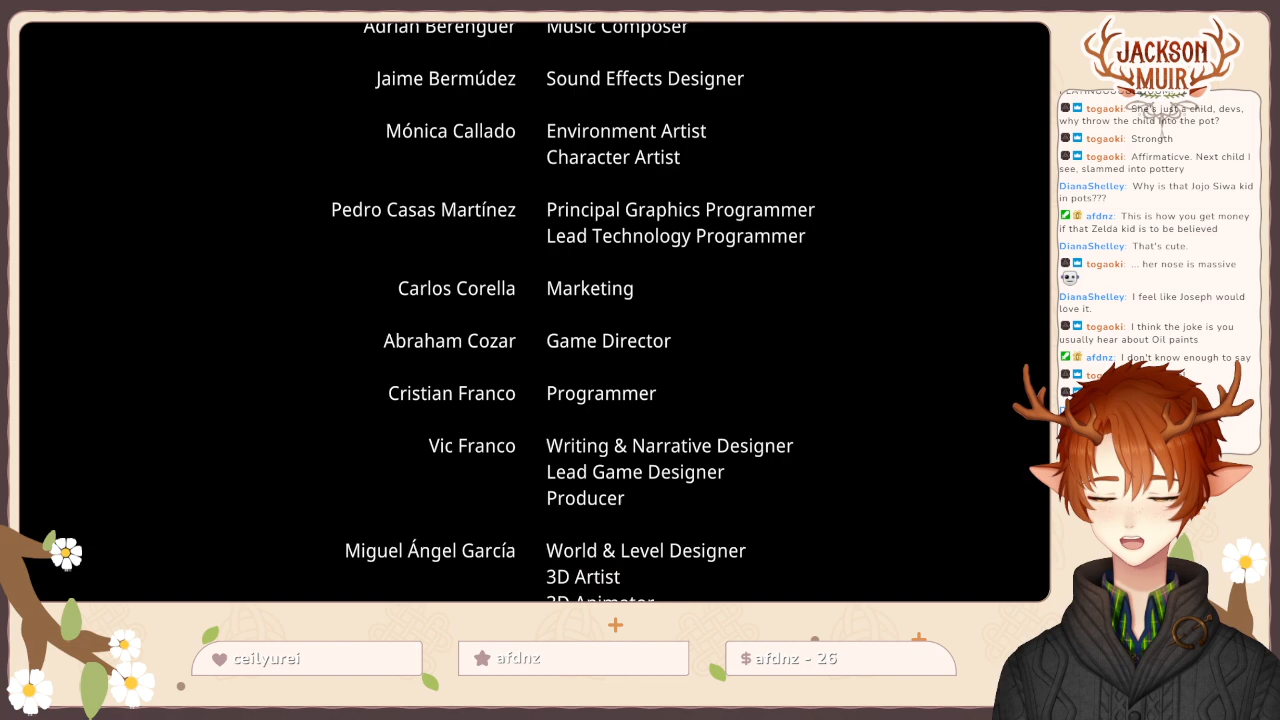 Adrián Berenguer Music Composer
Jaime Bermúdez Sound Effects Designer
Mónica Callado Environment Artist
Character Artist
Pedro Casas Martínez Principal Graphics Programmer
Lead Technology Programmer
Carlos Corella Marketing
Abraham Cozar Game Director
Cristian Franco Programmer
Vic Franco Writing & Narrative Designer
Lead Game Designer
Producer
Miguel Ángel García World & Level Designer
3D Artist
3D Animator
JACKSON
MUIR
togaoki: She's just a child, devs,
why throw the child into the pot?
togaoki: Strongth
togaoki: Affirmaticve. Next child I
see, slammed into pottery
DianaShelley: Why is that Jojo Siwa kid
in pots???
afdnz: This is how you get money
if that Zelda kid is to be believed
DianaShelley: That's cute.
togaoki: ... her nose is massive
DianaShelley: I feel like Joseph would
love it.
togaoki: I think the joke is you
usually hear about Oil paints
afdnz: I don't know enough to say
ceilyurei
afdnz
$ afdnz - 26